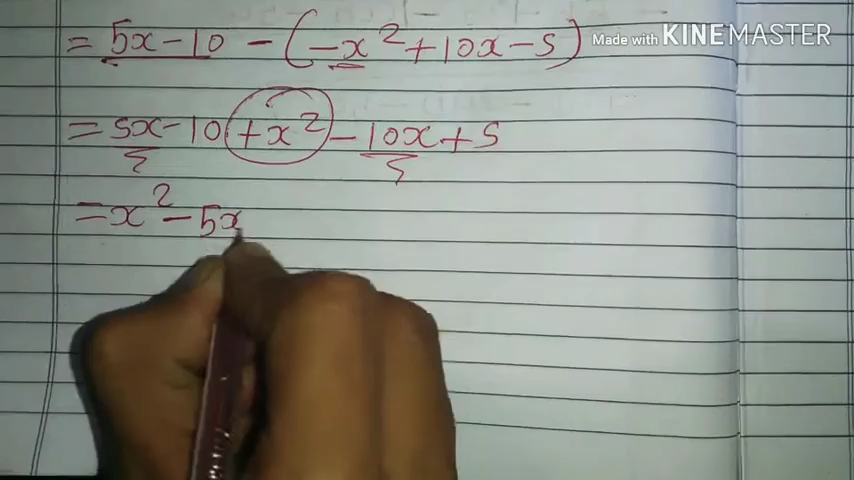 = 5x - 10 - (-x² + 10x - 5)
Made with KINEMASTER
= 5x - 10 + x² - 10x + 5
= x² - 5x